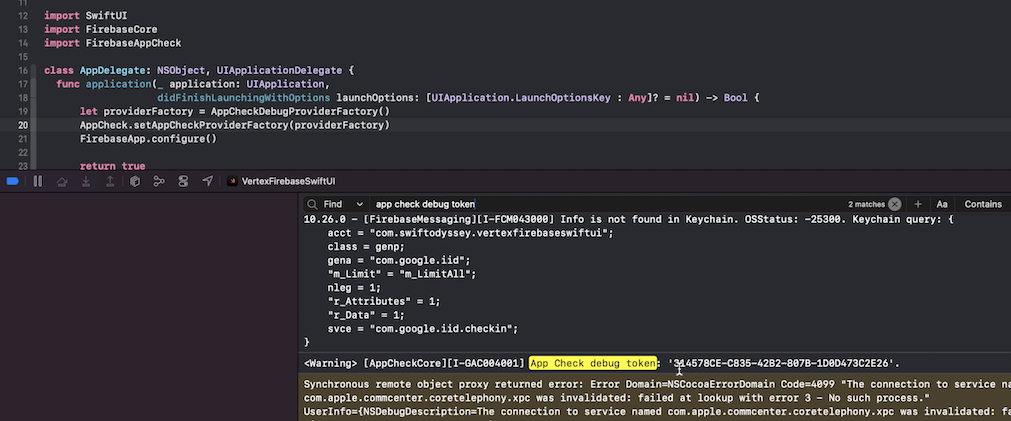 11
12 import SwiftUI
13 import FirebaseCore
14 import FirebaseAppCheck
15
16 class AppDelegate: NSObject, UIApplicationDelegate {
17 func application(_ application: UIApplication,
18 didFinishLaunchingWithOptions launchOptions: [UIApplication.LaunchOptionsKey : Any]? = nil) -> Bool {
19 let providerFactory = AppCheckDebugProviderFactory()
20 AppCheck.setAppCheckProviderFactory(providerFactory)
21 FirebaseApp.configure()
22
23 return true
VertexFirebaseSwiftUI
Find app check debug token 2 matches Aa Contains
10.26.0 - [FirebaseMessaging][I-FCM043000] Info is not found in Keychain. OSStatus: -25300. Keychain query: {
acct = "com.swiftodyssey.vertexfirebaseswiftui";
class = genp;
gena = "com.google.iid";
"m_Limit" = "m_LimitAll";
nleg = 1;
"r_Attributes" = 1;
"r_Data" = 1;
svce = "com.google.iid.checkin";
}
<Warning> [AppCheckCore][I-GAC004001] App Check debug token: '314578CE-C835-42B2-807B-1D0D473C2E26'.
Synchronous remote object proxy returned error: Error Domain=NSCocoaErrorDomain Code=4099 "The connection to service na
com.apple.commcenter.coretelephony.xpc was invalidated: failed at lookup with error 3 - No such process."
UserInfo={NSDebugDescription=The connection to service named com.apple.commcenter.coretelephony.xpc was invalidated: fa